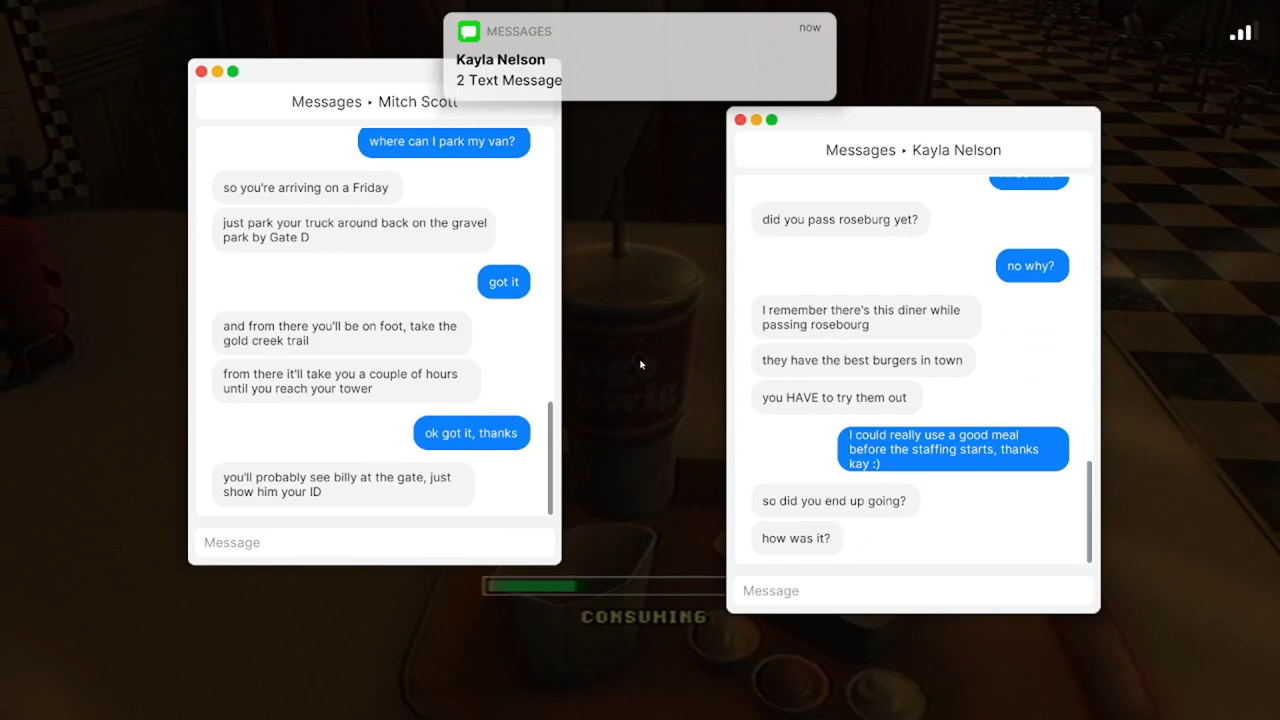 MESSAGES
now
Kayla Nelson
2 Text Message
Messages ‣ Mitch Scott
where can I park my van?
so you're arriving on a Friday
just park your truck around back on the gravel
park by Gate D
got it
and from there you'll be on foot, take the
gold creek trail
from there it'll take you a couple of hours
until you reach your tower
ok got it, thanks
you'll probably see billy at the gate, just
show him your ID
Message
Messages ‣ Kayla Nelson
did you pass roseburg yet?
no why?
I remember there's this diner while
passing rosebourg
they have the best burgers in town
you HAVE to try them out
I could really use a good meal
before the staffing starts, thanks
kay :)
so did you end up going?
how was it?
Message
CONSUMING